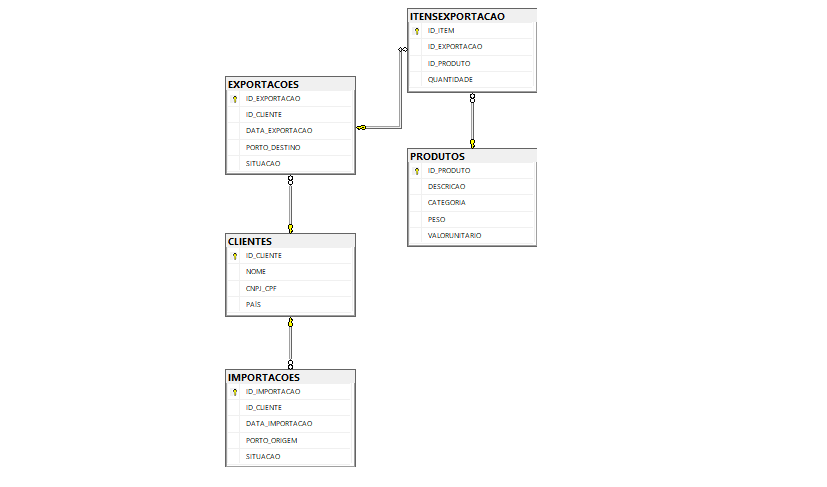 ITENSEXPORTACAO
ID_ITEM
ID_EXPORTACAO
ID_PRODUTO
QUANTIDADE
EXPORTACOES
ID_EXPORTACAO
ID_CLIENTE
DATA_EXPORTACAO
PORTO_DESTINO
SITUACAO
PRODUTOS
ID_PRODUTO
DESCRICAO
CATEGORIA
PESO
VALORUNITARIO
CLIENTES
ID_CLIENTE
NOME
CNPJ_CPF
PAÍS
IMPORTACOES
ID_IMPORTACAO
ID_CLIENTE
DATA_IMPORTACAO
PORTO_ORIGEM
SITUACAO